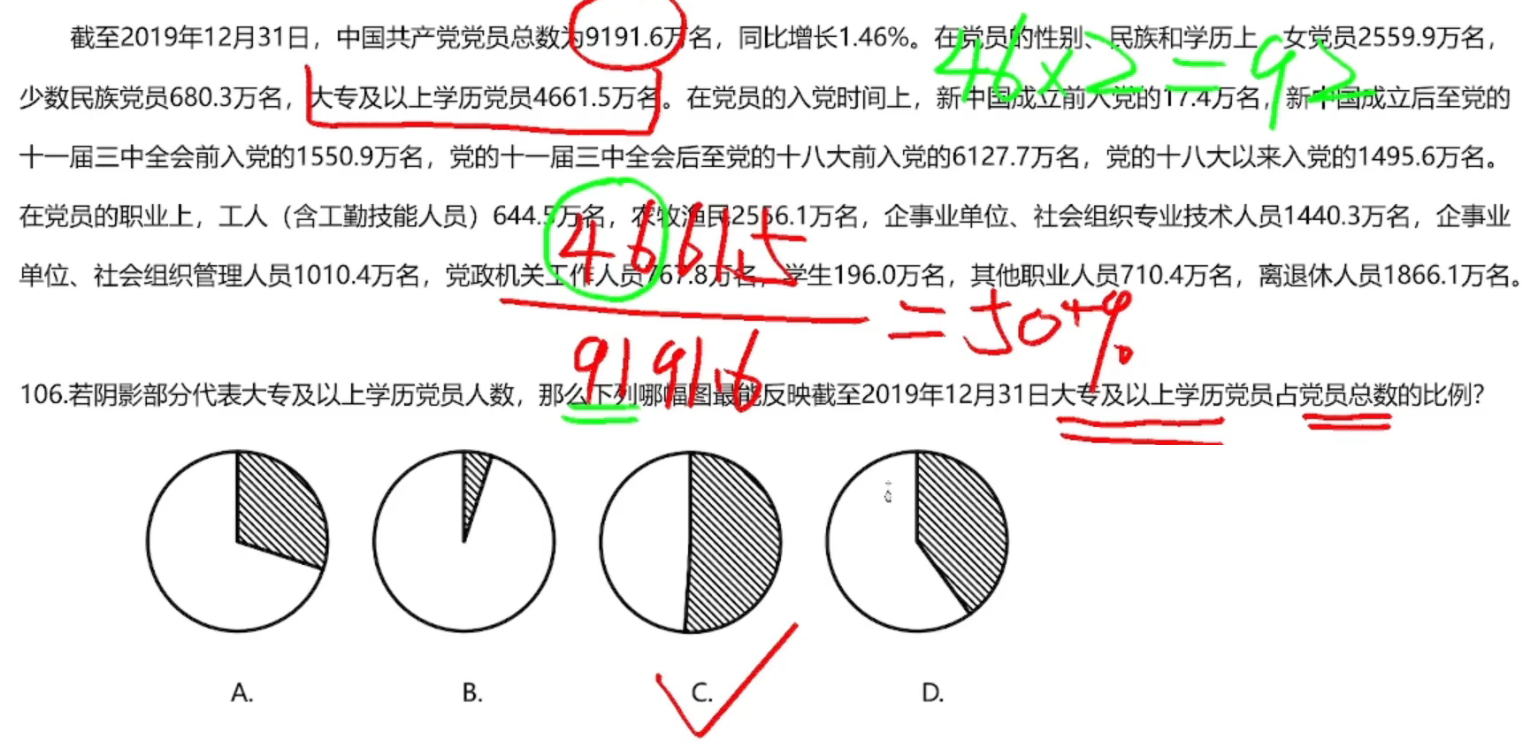 截至2019年12月31日，中国共产党党员总数为9191.6万名，同比增长1.46%。在党员的性别、民族和学历上，女党员2559.9万名，
46×2=92
少数民族党员680.3万名，大专及以上学历党员4661.5万名。在党员的入党时间上，新中国成立前入党的17.4万名，新中国成立后至党的
十一届三中全会前入党的1550.9万名，党的十一届三中全会后至党的十八大前入党的6127.7万名，党的十八大以来入党的1495.6万名。
在党员的职业上，工人（含工勤技能人员）644.5万名，农牧渔民2556.1万名，企事业单位、社会组织专业技术人员1440.3万名，企事业
4661.5
单位、社会组织管理人员1010.4万名，党政机关工作人员767.8万名，学生196.0万名，其他职业人员710.4万名，离退休人员1866.1万名。
=50+%
9191.6
106.若阴影部分代表大专及以上学历党员人数，那么下列哪幅图最能反映截至2019年12月31日大专及以上学历党员占党员总数的比例？
A. B. C. D.